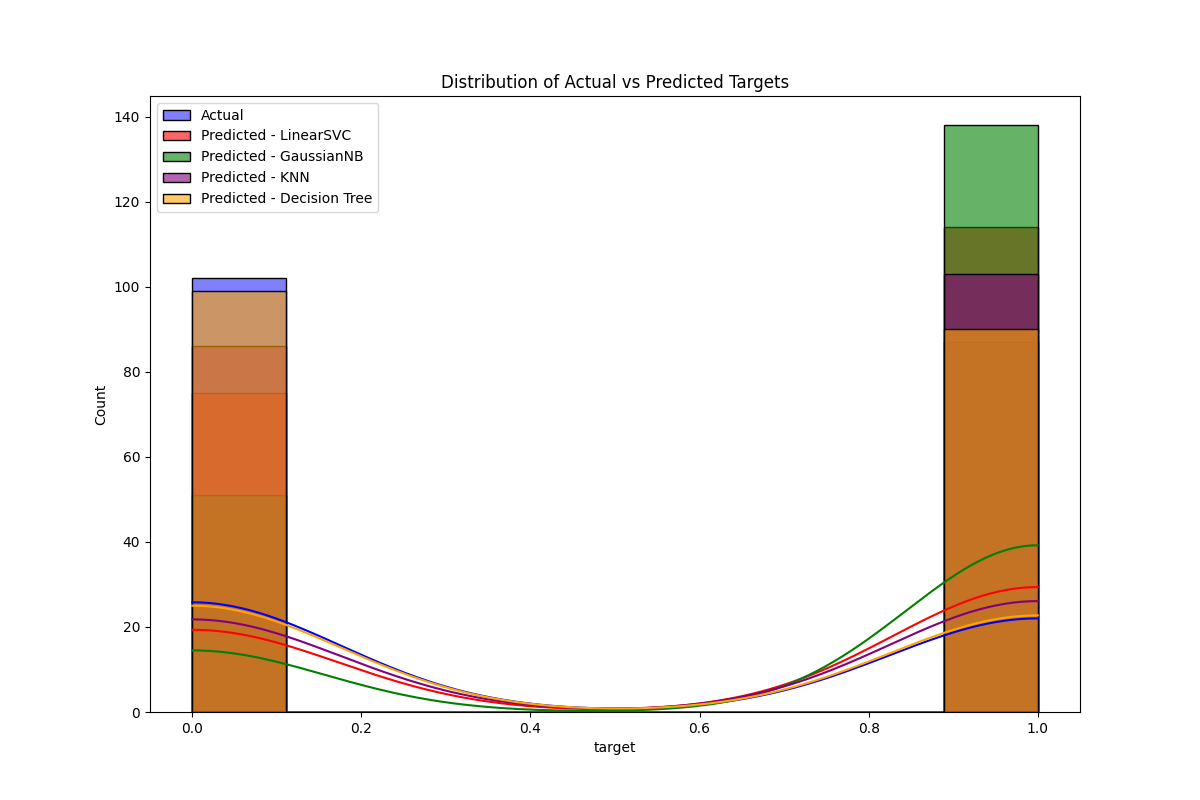 Distribution of Actual vs Predicted Targets
Actual
Predicted - LinearSVC
Predicted - GaussianNB
Predicted - KNN
Predicted - Decision Tree
140
120
100
80
60
40
20
0
Count
0.0 0.2 0.4 0.6 0.8 1.0
target